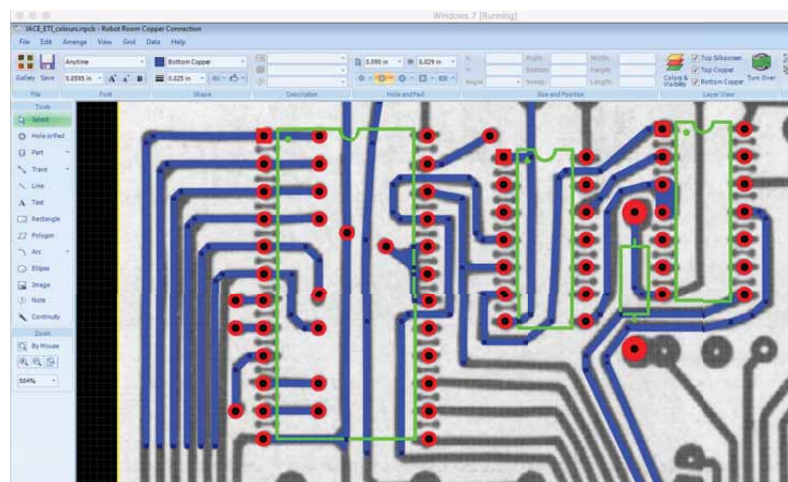 Windows 7 [Running]
JACE_ETI_colours.rrpcb - Robot Room Copper Connection
File Edit Arrange View Grid Data Help
Anytime
Bottom Copper
0.090 in
0.029 in
X: Right: Width:
Y: Bottom: Height:
Angle: Sweep: Length:
Gallery Save
0.0595 in A A B
0.025 in
Colors & Visibility
Top Silkscreen
Top Copper
Bottom Copper
Turn Over
File Font Shape Description Hole and Pad Size and Position Layer View
Tools
Select
Hole or Pad
Part
Trace
Line
Text
Rectangle
Polygon
Arc
Ellipse
Image
Note
Continuity
Zoom
By Mouse
504%